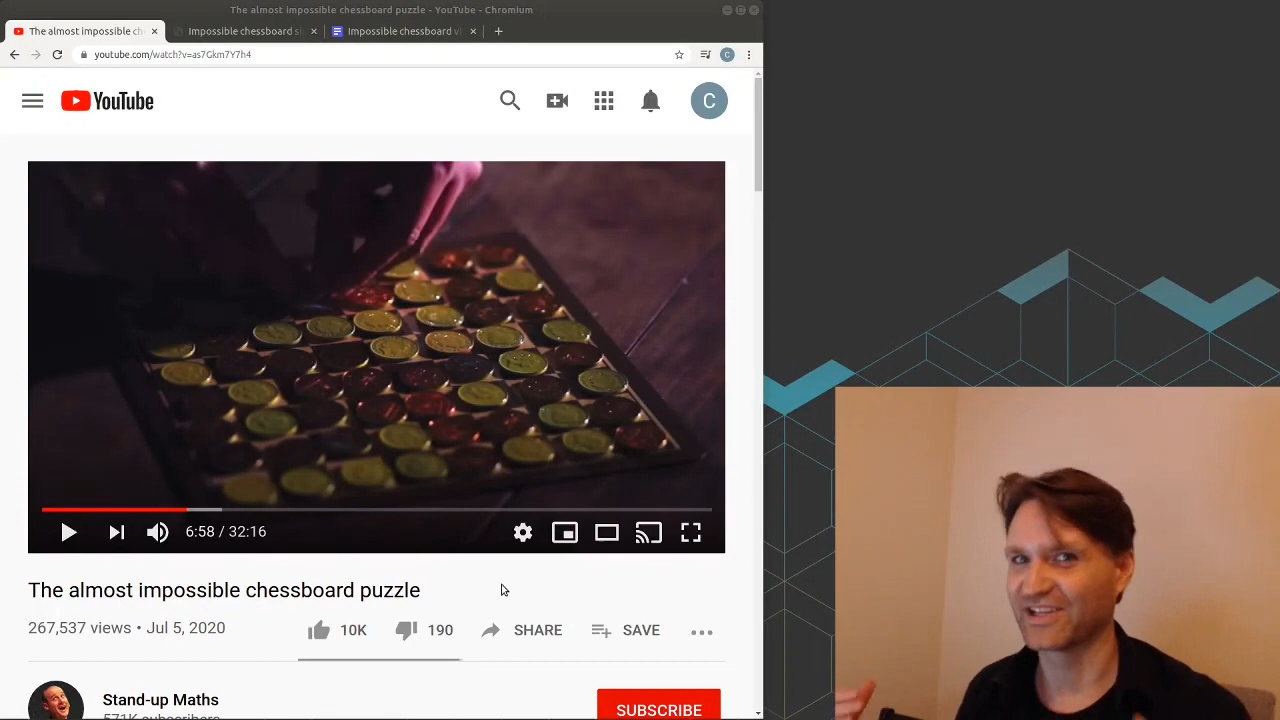 The almost impossible chessboard puzzle - YouTube - Chromium
The almost impossible ch
Impossible chessboard s
Impossible chessboard v
youtube.com/watch?v=as7Gkm7Y7h4
C
YouTube
C
6:58 / 32:16
The almost impossible chessboard puzzle
267,537 views • Jul 5, 2020
10K
190
SHARE
SAVE
Stand-up Maths
571K subscribers
SUBSCRIBE